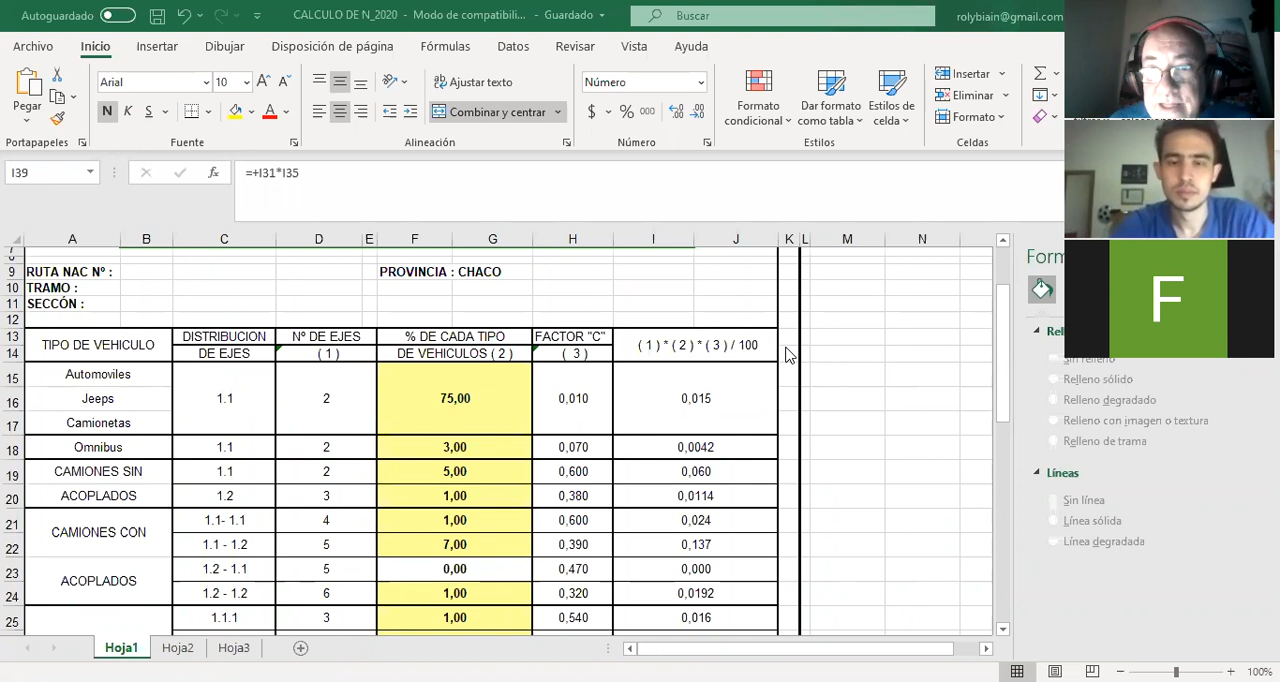 Autoguardado
CALCULO DE N_2020 - Modo de compatibili... - Guardado
Buscar
rolybiain@gmail.com
Archivo Inicio Insertar Dibujar Disposición de página Fórmulas Datos Revisar Vista Ayuda
Pegar
Arial 10
N K S
Ajustar texto
Combinar y centrar
Número
$ % 000
Formato condicional
Dar formato como tabla
Estilos de celda
Insertar
Eliminar
Formato
Portapapeles Fuente Alineación Número Estilos Celdas
I39 fx =+I31*I35
A B C D E F G H I J K L M N
9 RUTA NAC Nº : PROVINCIA : CHACO
10 TRAMO :
11 SECCÓN :
12
13 TIPO DE VEHICULO DISTRIBUCION Nº DE EJES % DE CADA TIPO FACTOR "C" ( 1 ) * ( 2 ) * ( 3 ) / 100
14 DE EJES ( 1 ) DE VEHICULOS ( 2 ) ( 3 )
15 Automoviles
16 Jeeps 1.1 2 75,00 0,010 0,015
17 Camionetas
18 Omnibus 1.1 2 3,00 0,070 0,0042
19 CAMIONES SIN 1.1 2 5,00 0,600 0,060
20 ACOPLADOS 1.2 3 1,00 0,380 0,0114
21 CAMIONES CON 1.1- 1.1 4 1,00 0,600 0,024
22 1.1 - 1.2 5 7,00 0,390 0,137
23 ACOPLADOS 1.2 - 1.1 5 0,00 0,470 0,000
24 1.2 - 1.2 6 1,00 0,320 0,0192
25 1.1.1 3 1,00 0,540 0,016
Hoja1 Hoja2 Hoja3
100%
F
Sin relleno
Relleno sólido
Relleno degradado
Relleno con imagen o textura
Relleno de trama
Líneas
Sin línea
Línea sólida
Línea degradada